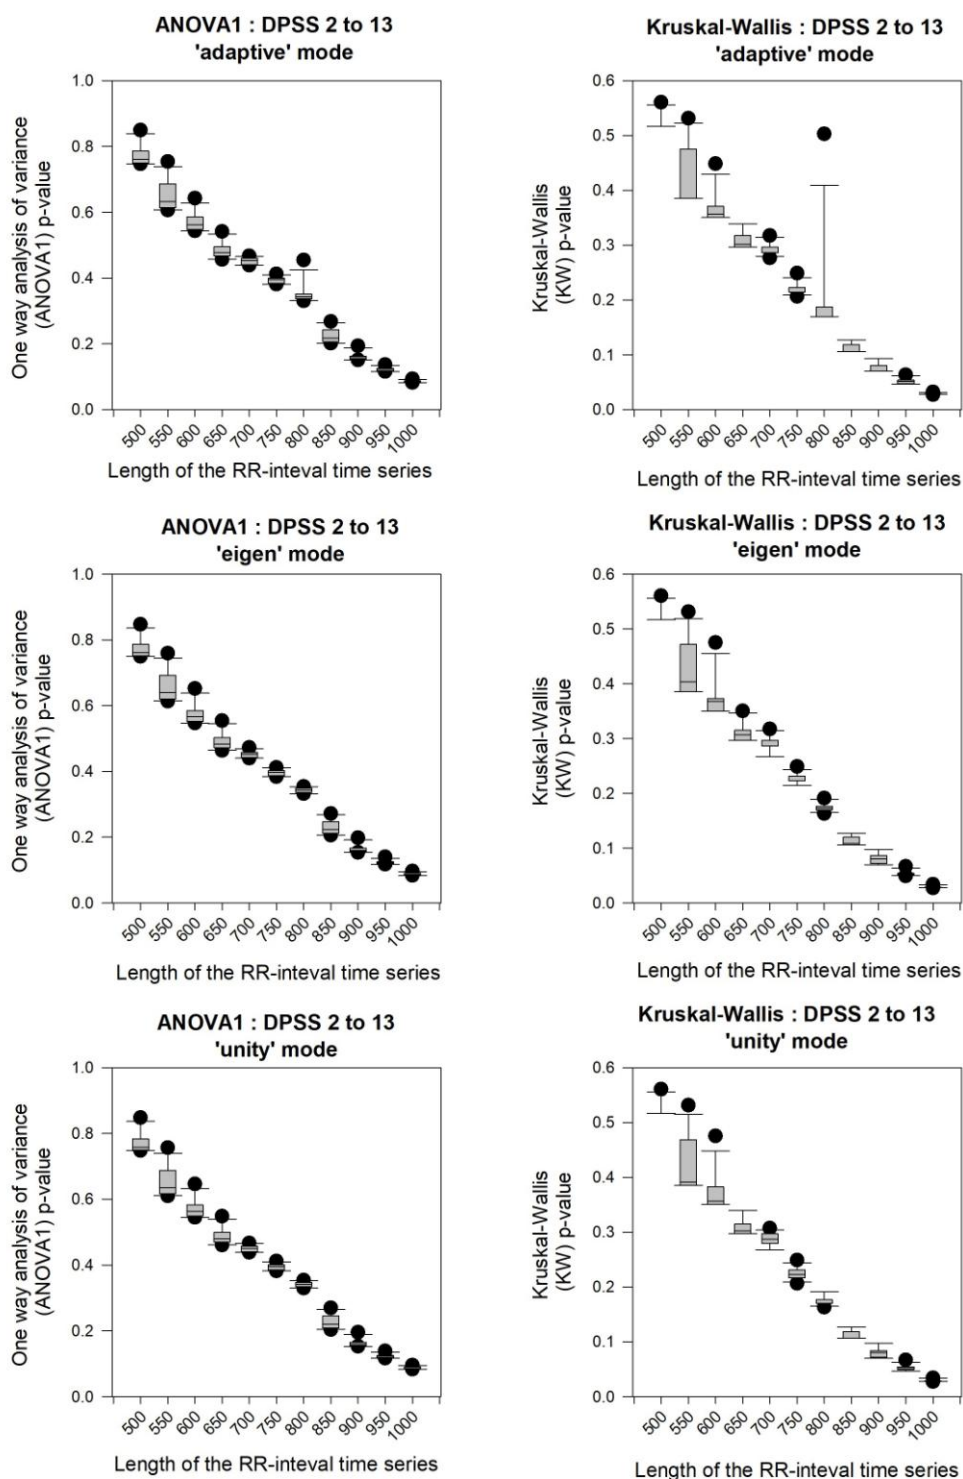 ANOVA1 : DPSS 2 to 13
'adaptive' mode
One way analysis of variance
(ANOVA1) p-value
1.0
0.8
0.6
0.4
0.2
0.0
500 550 600 650 700 750 800 850 900 950 1000
Length of the RR-inteval time series
Kruskal-Wallis : DPSS 2 to 13
'adaptive' mode
Kruskal-Wallis
(KW) p-value
0.6
0.5
0.4
0.3
0.2
0.1
0.0
500 550 600 650 700 750 800 850 900 950 1000
Length of the RR-inteval time series
ANOVA1 : DPSS 2 to 13
'eigen' mode
One way analysis of variance
(ANOVA1) p-value
1.0
0.8
0.6
0.4
0.2
0.0
500 550 600 650 700 750 800 850 900 950 1000
Length of the RR-inteval time series
Kruskal-Wallis : DPSS 2 to 13
'eigen' mode
Kruskal-Wallis
(KW) p-value
0.6
0.5
0.4
0.3
0.2
0.1
0.0
500 550 600 650 700 750 800 850 900 950 1000
Length of the RR-inteval time series
ANOVA1 : DPSS 2 to 13
'unity' mode
One way analysis of variance
(ANOVA1) p-value
1.0
0.8
0.6
0.4
0.2
0.0
500 550 600 650 700 750 800 850 900 950 1000
Length of the RR-inteval time series
Kruskal-Wallis : DPSS 2 to 13
'unity' mode
Kruskal-Wallis
(KW) p-value
0.6
0.5
0.4
0.3
0.2
0.1
0.0
500 550 600 650 700 750 800 850 900 950 1000
Length of the RR-inteval time series